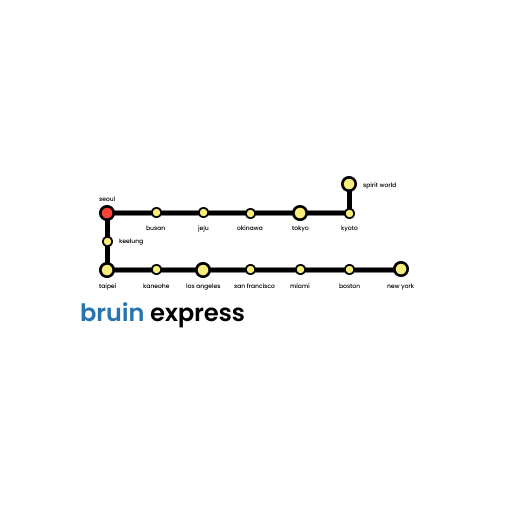 spirit world
seoul
busan
jeju
okinawa
tokyo
kyoto
keelung
taipei
kaneohe
los angeles
san francisco
miami
boston
new york
bruin express